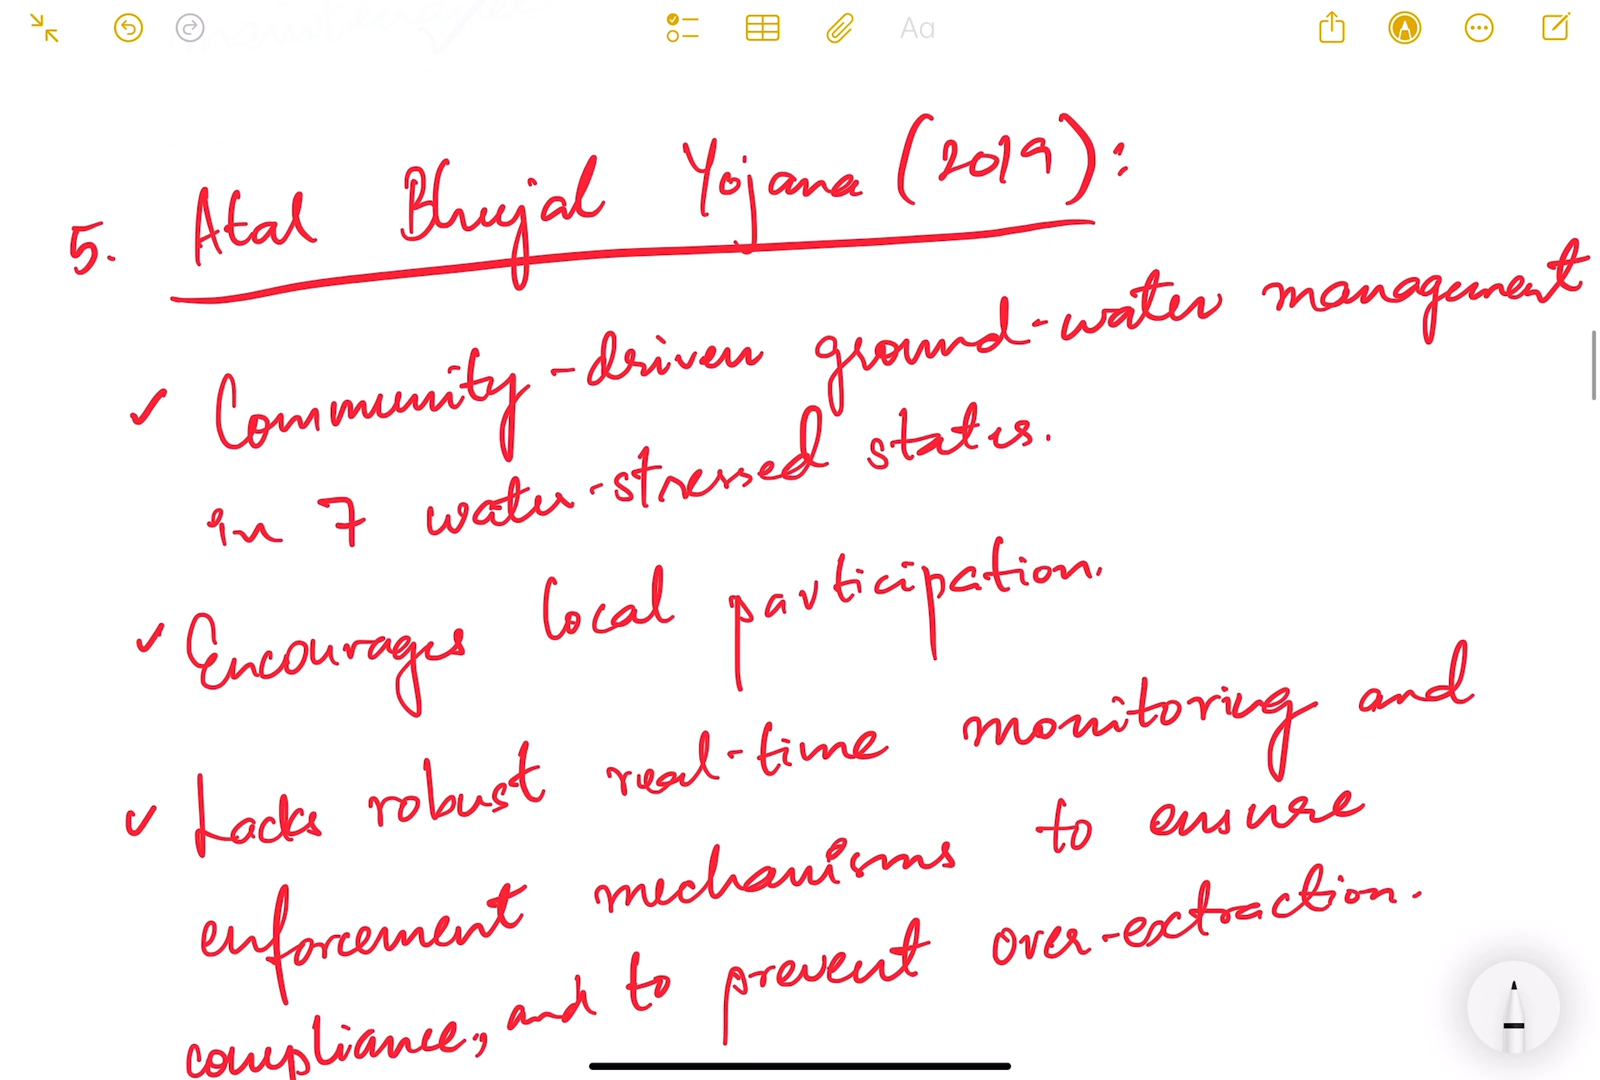 Aa
5. Atal Bhujal Yojana (2019):
✓ Community-driven ground-water management
in 7 water-stressed states.
✓ Encourages local participation.
✓ Lacks robust real-time monitoring and
enforcement mechanisms to ensure
compliance, and to prevent over-extraction.